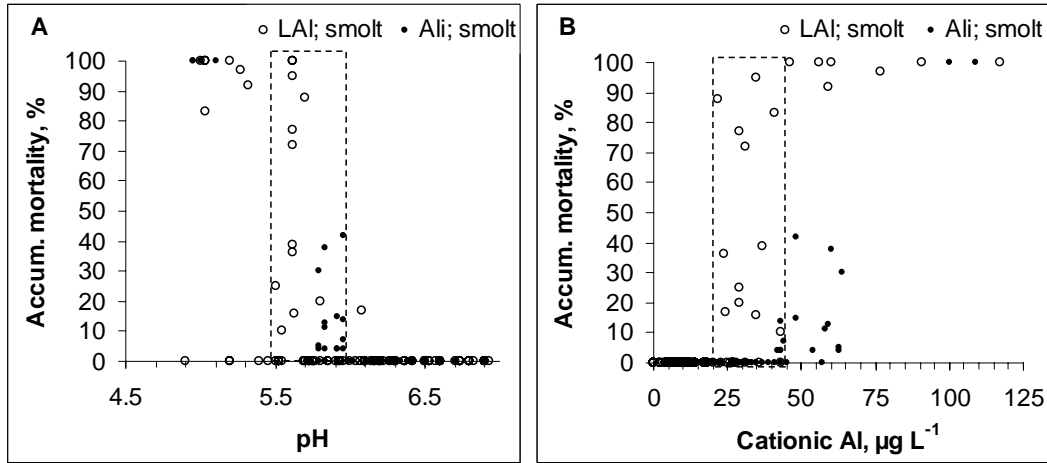 A
LAl; smolt
Ali; smolt
100
90
80
70
60
50
40
30
20
10
0
Accum. mortality, %
4.5 5.5 6.5
pH
B
LAl; smolt
Ali; smolt
100
90
80
70
60
50
40
30
20
10
0
Accum. mortality, %
0 25 50 75 100 125
Cationic Al, µg L⁻¹